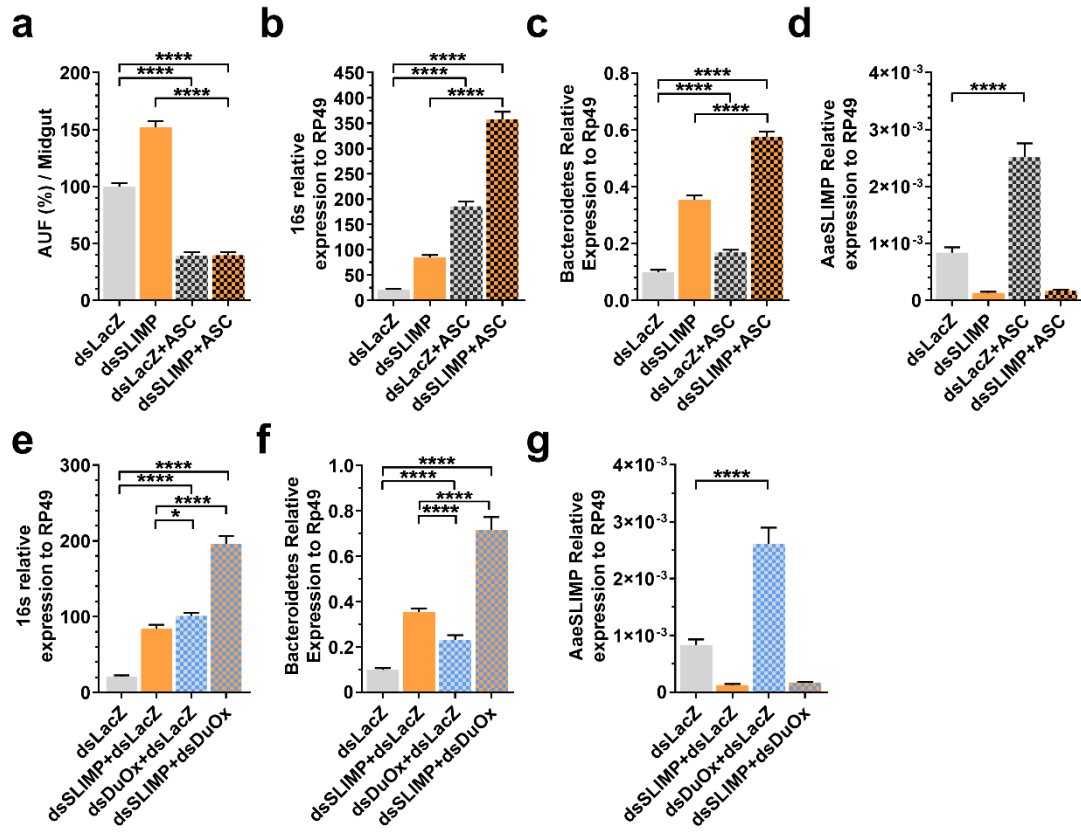 a
AUF (%) / Midgut
200
150
100
50
0
****
****
****
dsLacZ
dsSLIMP
dsLacZ+ASC
dsSLIMP+ASC
b
16s relative
expression to RP49
450
400
350
300
250
200
150
100
50
0
****
****
****
dsLacZ
dsSLIMP
dsLacZ+ASC
dsSLIMP+ASC
c
Bacteroidetes Relative
Expression to Rp49
0.8
0.6
0.4
0.2
0.0
****
****
****
dsLacZ
dsSLIMP
dsLacZ+ASC
dsSLIMP+ASC
d
AaeSLIMP Relative
expression to RP49
4×10⁻³
3×10⁻³
2×10⁻³
1×10⁻³
0
****
dsLacZ
dsSLIMP
dsLacZ+ASC
dsSLIMP+ASC
e
16s relative
expression to RP49
300
200
100
0
****
****
****
*
dsLacZ
dsSLIMP+dsLacZ
dsDuOx+dsLacZ
dsSLIMP+dsDuOx
f
Bacteroidetes Relative
Expression to Rp49
1.0
0.8
0.6
0.4
0.2
0.0
****
****
****
****
dsLacZ
dsSLIMP+dsLacZ
dsDuOx+dsLacZ
dsSLIMP+dsDuOx
g
AaeSLIMP Relative
expression to RP49
4×10⁻³
3×10⁻³
2×10⁻³
1×10⁻³
0
****
dsLacZ
dsSLIMP+dsLacZ
dsDuOx+dsLacZ
dsSLIMP+dsDuOx